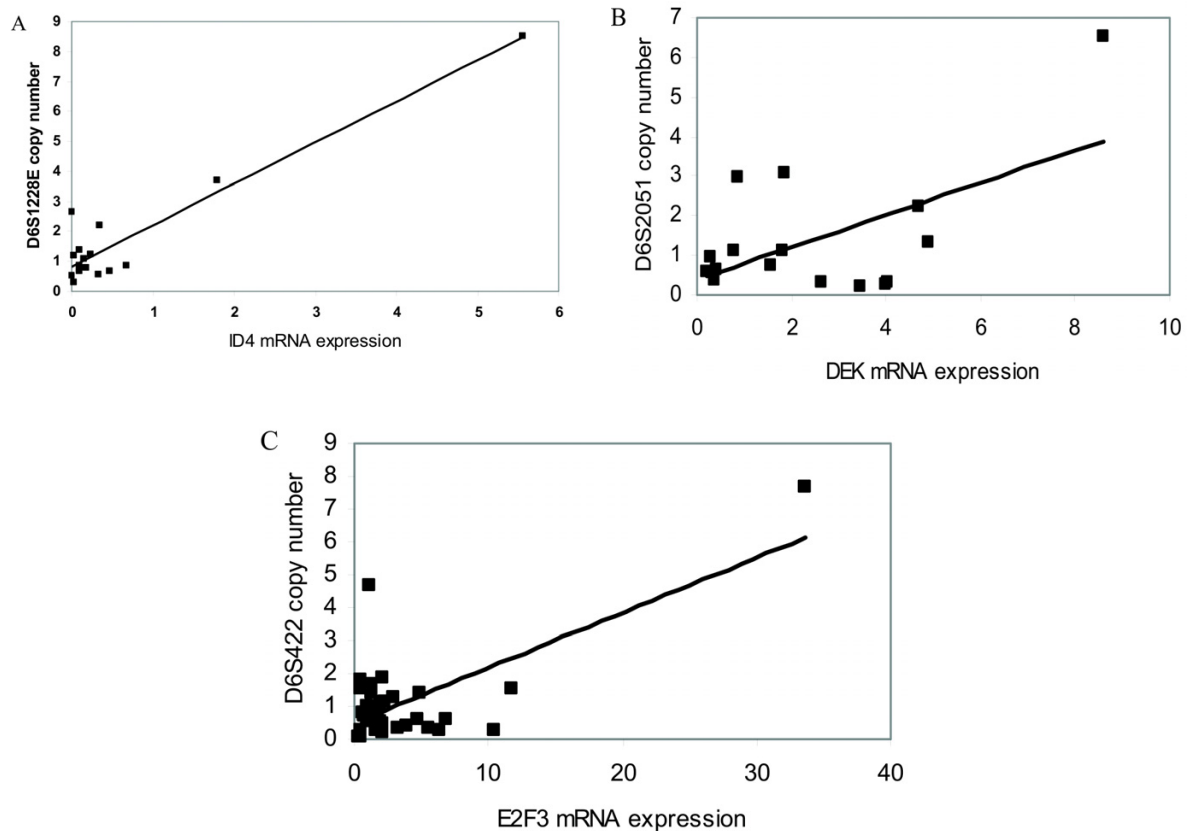 A
D6S1228E copy number
9
8
7
6
5
4
3
2
1
0
0 1 2 3 4 5 6
ID4 mRNA expression
B
D6S2051 copy number
7
6
5
4
3
2
1
0
0 2 4 6 8 10
DEK mRNA expression
C
D6S422 copy number
9
8
7
6
5
4
3
2
1
0
0 10 20 30 40
E2F3 mRNA expression